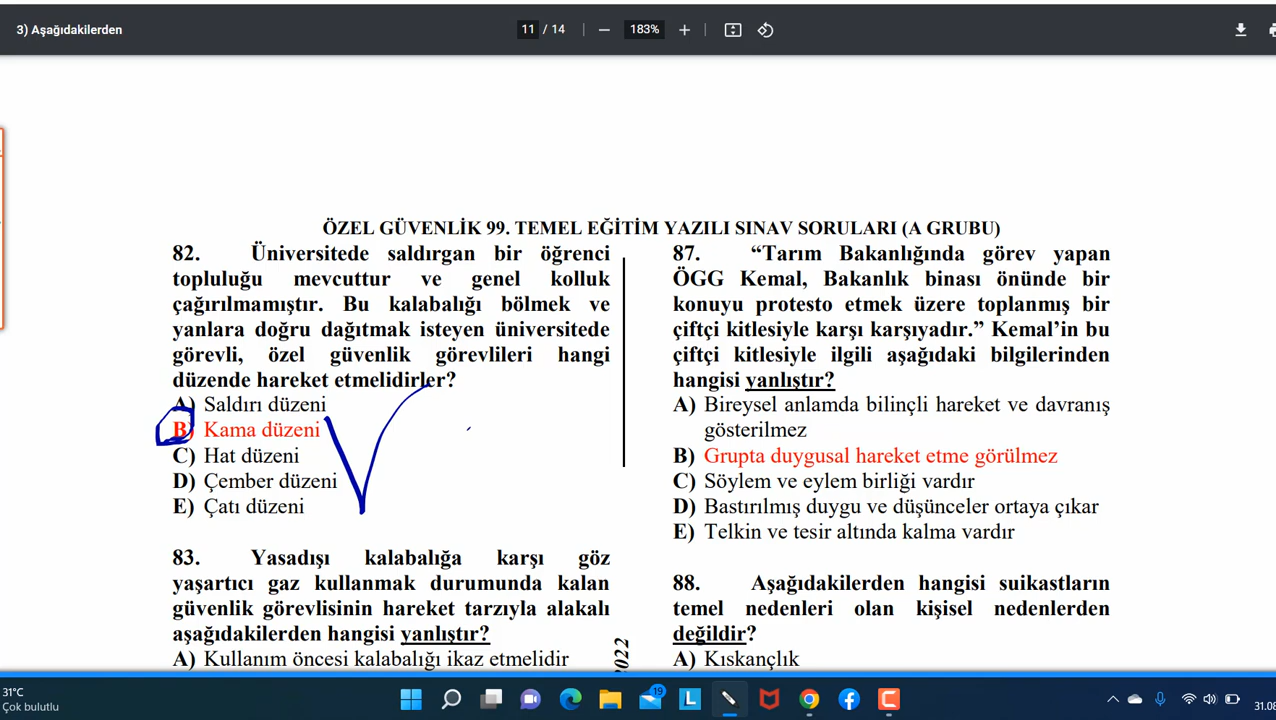 3) Aşağıdakilerden
11 / 14
183%
ÖZEL GÜVENLİK 99. TEMEL EĞİTİM YAZILI SINAV SORULARI (A GRUBU)
82. Üniversitede saldırgan bir öğrenci
topluluğu mevcuttur ve genel kolluk
çağırılmamıştır. Bu kalabalığı bölmek ve
yanlara doğru dağıtmak isteyen üniversitede
görevli, özel güvenlik görevlileri hangi
düzende hareket etmelidirler?
A) Saldırı düzeni
B) Kama düzeni
C) Hat düzeni
D) Çember düzeni
E) Çatı düzeni
83. Yasadışı kalabalığa karşı göz
yaşartıcı gaz kullanmak durumunda kalan
güvenlik görevlisinin hareket tarzıyla alakalı
aşağıdakilerden hangisi yanlıştır?
A) Kullanım öncesi kalabalığı ikaz etmelidir
2022
87. “Tarım Bakanlığında görev yapan
ÖGG Kemal, Bakanlık binası önünde bir
konuyu protesto etmek üzere toplanmış bir
çiftçi kitlesiyle karşı karşıyadır.” Kemal’in bu
çiftçi kitlesiyle ilgili aşağıdaki bilgilerinden
hangisi yanlıştır?
A) Bireysel anlamda bilinçli hareket ve davranış
gösterilmez
B) Grupta duygusal hareket etme görülmez
C) Söylem ve eylem birliği vardır
D) Bastırılmış duygu ve düşünceler ortaya çıkar
E) Telkin ve tesir altında kalma vardır
88. Aşağıdakilerden hangisi suikastların
temel nedenleri olan kişisel nedenlerden
değildir?
A) Kıskançlık
31°C
Çok bulutlu
19
L
31.08